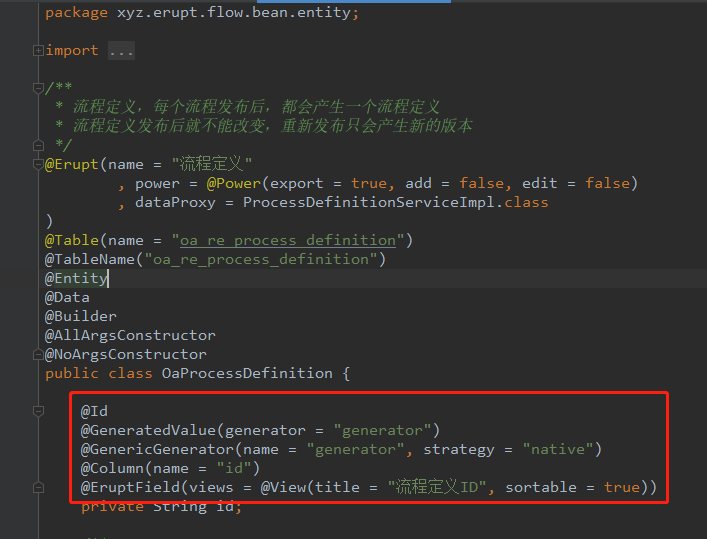 package xyz.erupt.flow.bean.entity;
import ...
/**
 * 流程定义，每个流程发布后，都会产生一个流程定义
 * 流程定义发布后就不能改变，重新发布只会产生新的版本
 */
@Erupt(name = "流程定义"
        , power = @Power(export = true, add = false, edit = false)
        , dataProxy = ProcessDefinitionServiceImpl.class
)
@Table(name = "oa_re_process_definition")
@TableName("oa_re_process_definition")
@Entity
@Data
@Builder
@AllArgsConstructor
@NoArgsConstructor
public class OaProcessDefinition {
    @Id
    @GeneratedValue(generator = "generator")
    @GenericGenerator(name = "generator", strategy = "native")
    @Column(name = "id")
    @EruptField(views = @View(title = "流程定义ID", sortable = true))
    private String id;